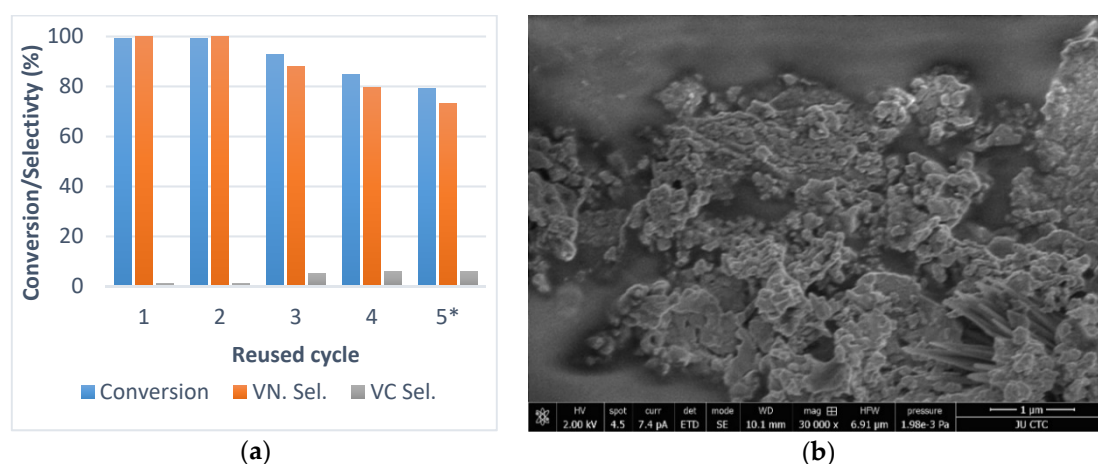 Conversion/Selectivty (%)
100
80
60
40
20
0
1 2 3 4 5*
Reused cycle
Conversion VN. Sel. VC Sel.
(a)
HV spot curr det mode WD mag HFW pressure 1 µm
2.00 kV 4.5 7.4 pA ETD SE 10.1 mm 30 000 x 6.91 µm 1.98e-3 Pa JU CTC
(b)